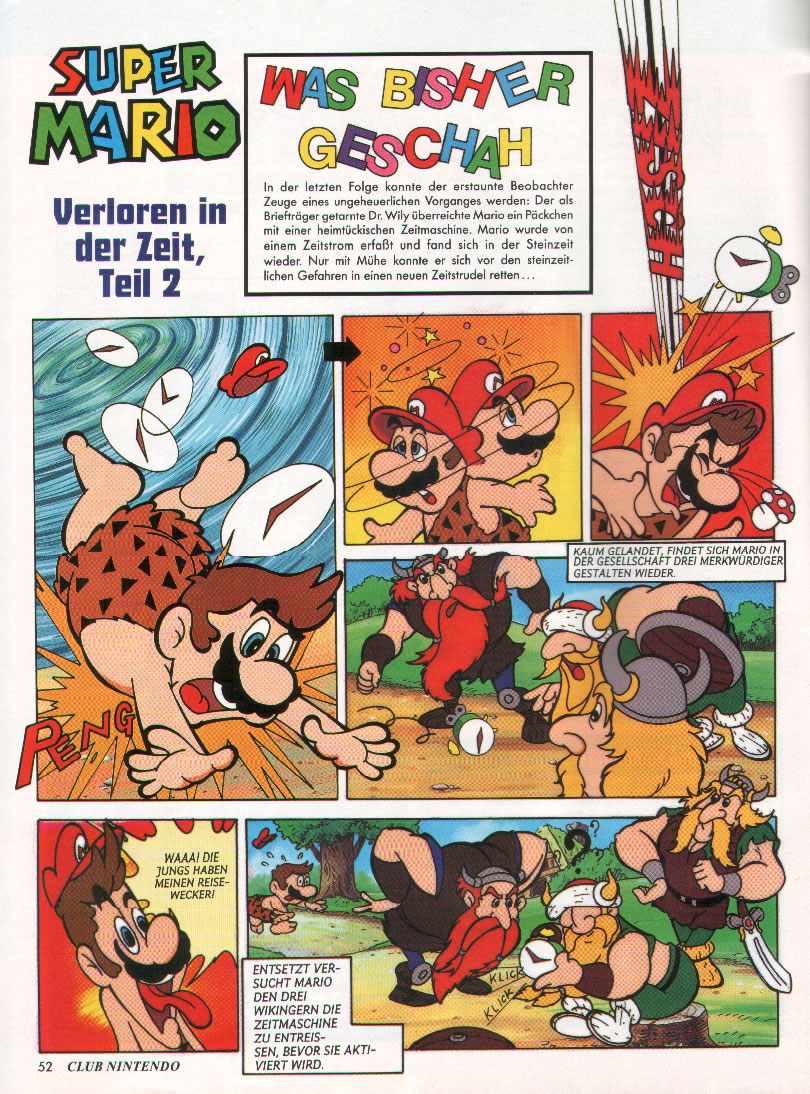 SUPER
MARIO
Verloren in
der Zeit,
Teil 2
WAS BISHER
GESCHAH
In der letzten Folge konnte der erstaunte Beobachter
Zeuge eines ungeheuerlichen Vorganges werden: Der als
Briefträger getarnte Dr. Wily überreichte Mario ein Päckchen
mit einer heimtückischen Zeitmaschine. Mario wurde von
einem Zeitstrom erfaßt und fand sich in der Steinzeit
wieder. Nur mit Mühe konnte er sich vor den steinzeit-
lichen Gefahren in einen neuen Zeitstrudel retten...
M
M
PENG
KAUM GELANDET, FINDET SICH MARIO IN
DER GESELLSCHAFT DREI MERKWÜRDIGER
GESTALTEN WIEDER.
WAAA! DIE
JUNGS HABEN
MEINEN REISE-
WECKER!
? ?
KLICK
KLICK
ENTSETZT VER-
SUCHT MARIO
DEN DREI
WIKINGERN DIE
ZEITMASCHINE
ZU ENTREIS-
SEN, BEVOR SIE AKTI-
VIERT WIRD.
52 CLUB NINTENDO